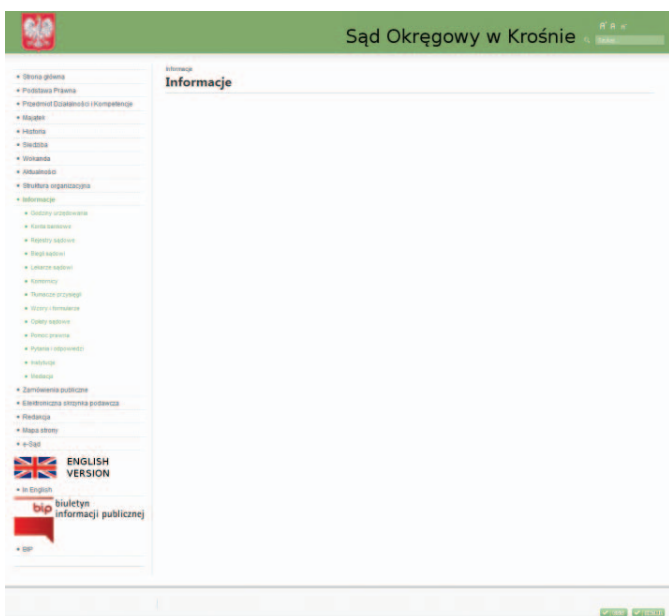 Sąd Okręgowy w Krośnie
Informacje
Informacje
Strona główna
Podstawa Prawna
Przedmiot Działalności i Kompetencje
Majątek
Historia
Siedziba
Wokanda
Aktualności
Struktura organizacyjna
Informacje
Godziny urzędowania
Konta bankowe
Rejestry sądowe
Biegli sądowi
Lekarze sądowi
Komornicy
Tłumacze przysięgli
Wzory i formularze
Opłaty sądowe
Pomoc prawna
Pytania i odpowiedzi
Instytucje
Mediacje
Zamówienia publiczne
Elektroniczna skrzynka podawcza
Redakcja
Mapa strony
e-Sąd
ENGLISH
VERSION
In English
bip biuletyn
informacji publicznej
BIP